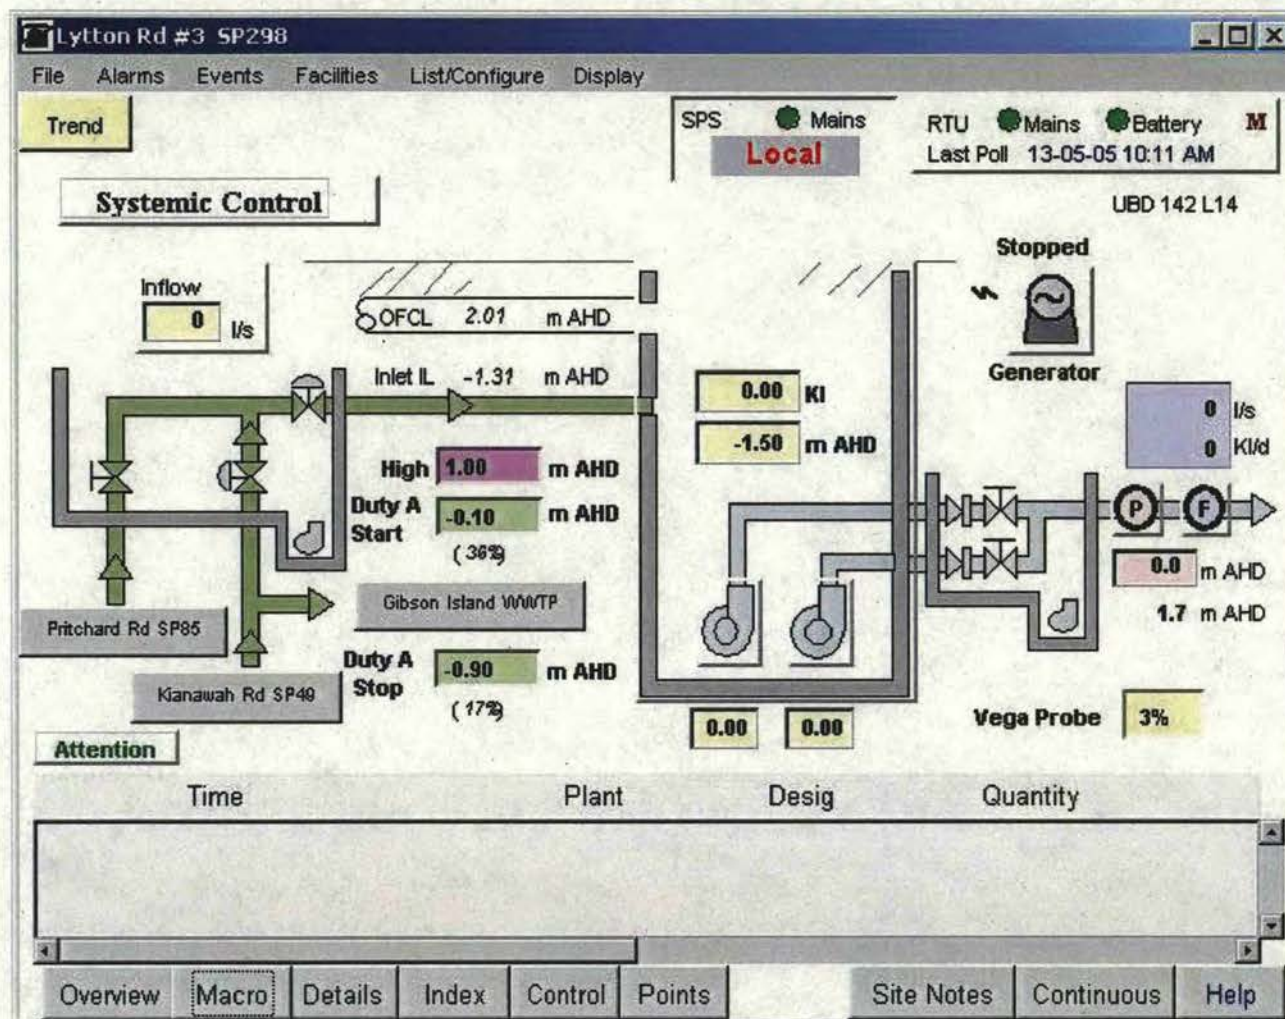 Lytton Rd #3 SP298
File Alarms Events Facilities List/Configure Display
Trend
SPS Mains
Local
RTU Mains Battery M
Last Poll 13-05-05 10:11 AM
Systemic Control
UBD 142 L14
Stopped
Generator
Inflow
0 l/s
OFCL 2.01 m AHD
Inlet IL -1.31 m AHD
0.00 Kl
-1.50 m AHD
0 l/s
0 Kl/d
High 1.00 m AHD
Duty A
Start
-0.10 m AHD
(36%)
P F
0.0 m AHD
1.7 m AHD
Gibson Island WWTP
Pritchard Rd SP85
Duty A
Stop
-0.90 m AHD
(17%)
Kianawah Rd SP49
0.00 0.00
Vega Probe 3%
Attention
Time Plant Desig Quantity
Overview Macro Details Index Control Points Site Notes Continuous Help